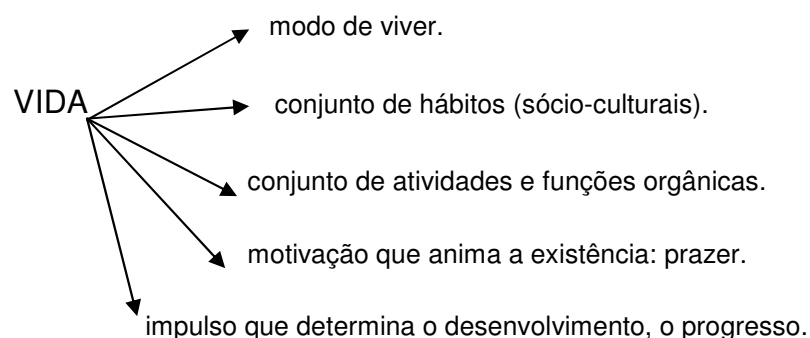 modo de viver.
VIDA
conjunto de hábitos (sócio-culturais).
conjunto de atividades e funções orgânicas.
motivação que anima a existência: prazer.
impulso que determina o desenvolvimento, o progresso.